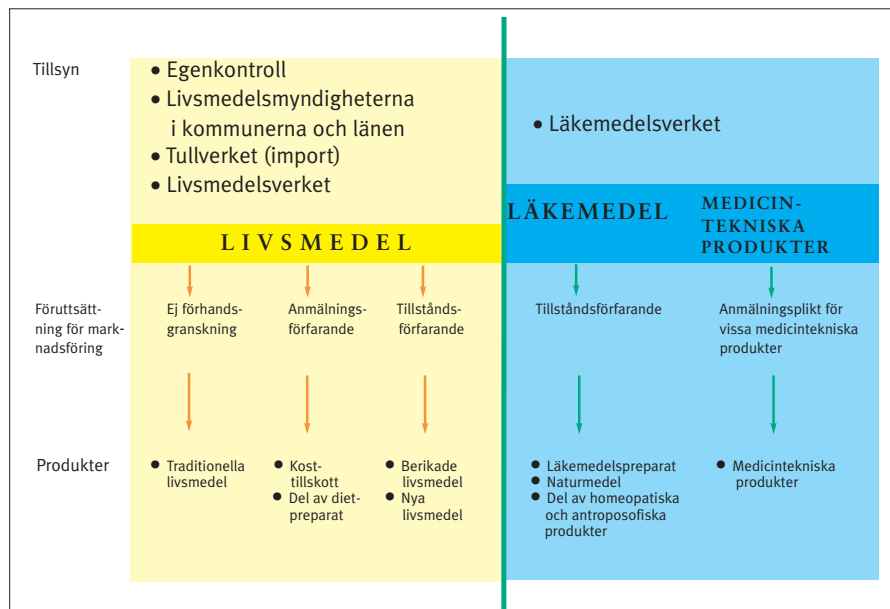 Tillsyn
• Egenkontroll
• Livsmedelsmyndigheterna
i kommunerna och länen
• Tullverket (import)
• Livsmedelsverket
• Läkemedelsverket
LIVSMEDEL
LÄKEMEDEL
MEDICIN-
TEKNISKA
PRODUKTER
Föruttsätt-
ning för mark-
nadsföring
Ej förhands-
granskning
Anmälnings-
förfarande
Tillstånds-
förfarande
Tillståndsförfarande
Anmälningsplikt för
vissa medicintekniska
produkter
Produkter
• Traditionella
livsmedel
• Kost-
tillskott
• Del av diet-
preparat
• Berikade
livsmedel
• Nya
livsmedel
• Läkemedelspreparat
• Naturmedel
• Del av homeopatiska
och antroposofiska
produkter
• Medicintekniska
produkter